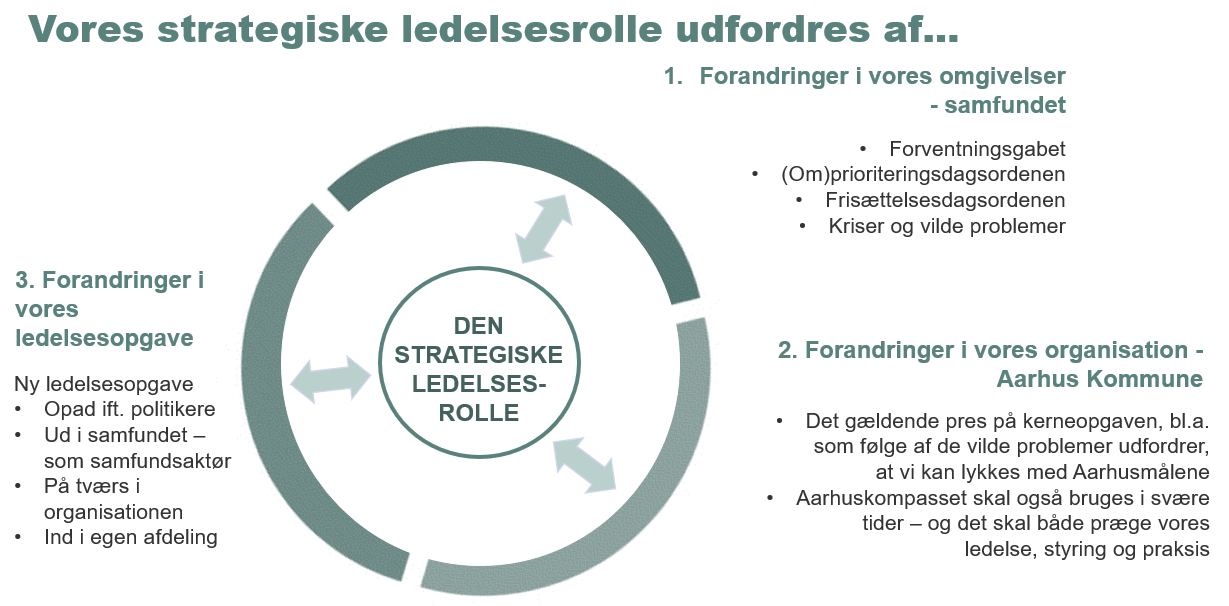 Vores strategiske ledelsesrolle udfordres af...
1. Forandringer i vores omgivelser
- samfundet
• Forventningsgabet
• (Om)prioriteringsdagsordenen
• Frisættelsesdagsordenen
• Kriser og vilde problemer
2. Forandringer i vores organisation -
Aarhus Kommune
• Det gældende pres på kerneopgaven, bl.a.
som følge af de vilde problemer udfordrer,
at vi kan lykkes med Aarhusmålene
• Aarhuskompasset skal også bruges i svære
tider – og det skal både præge vores
ledelse, styring og praksis
3. Forandringer i
vores
ledelsesopgave
Ny ledelsesopgave
• Opad ift. politikere
• Ud i samfundet –
som samfundsaktør
• På tværs i
organisationen
• Ind i egen afdeling
DEN
STRATEGISKE
LEDELSES-
ROLLE